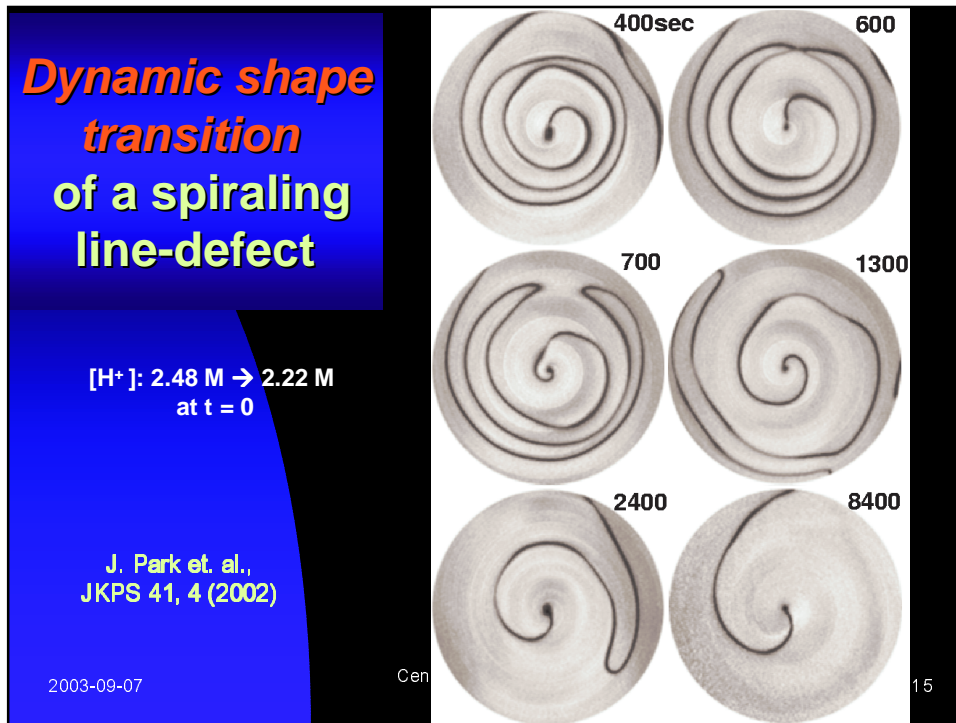 Dynamic shape
transition
of a spiraling
line-defect
[H+ ]: 2.48 M → 2.22 M
at t = 0
J. Park et. al.,
JKPS 41, 4 (2002)
400sec
600
700
1300
2400
8400
2003-09-07
Cen
15